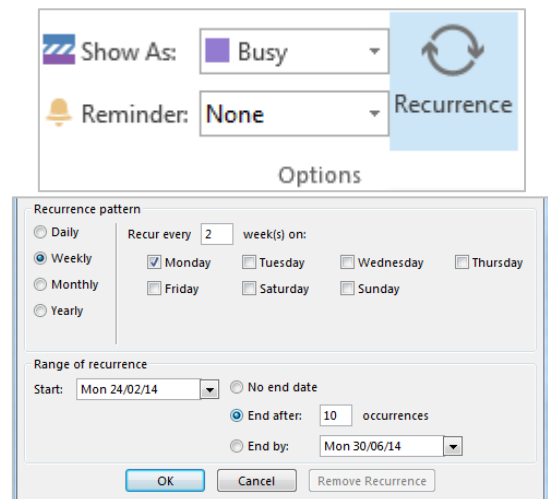 Show As: Busy
Reminder: None
Recurrence
Options
Recurrence pattern
Daily Recur every 2 week(s) on:
Weekly Monday Tuesday Wednesday Thursday
Monthly Friday Saturday Sunday
Yearly
Range of recurrence
Start: Mon 24/02/14 No end date
End after: 10 occurrences
End by: Mon 30/06/14
OK Cancel Remove Recurrence